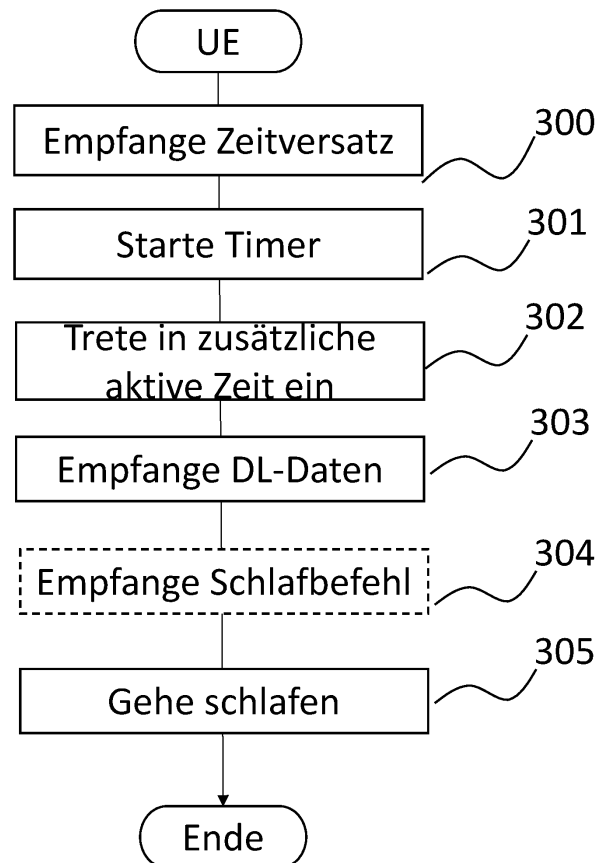 UE
Empfange Zeitversatz
300
Starte Timer
301
Trete in zusätzliche
aktive Zeit ein
302
Empfange DL-Daten
303
Empfange Schlafbefehl
304
Gehe schlafen
305
Ende